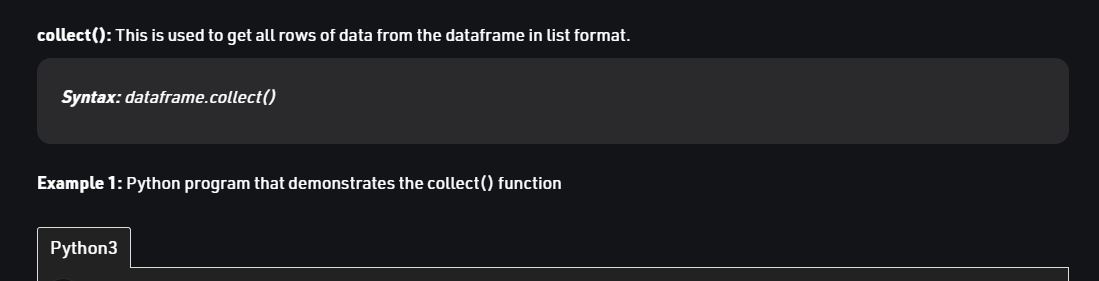 collect(): This is used to get all rows of data from the dataframe in list format.
Syntax: dataframe.collect()
Example 1: Python program that demonstrates the collect() function
Python3